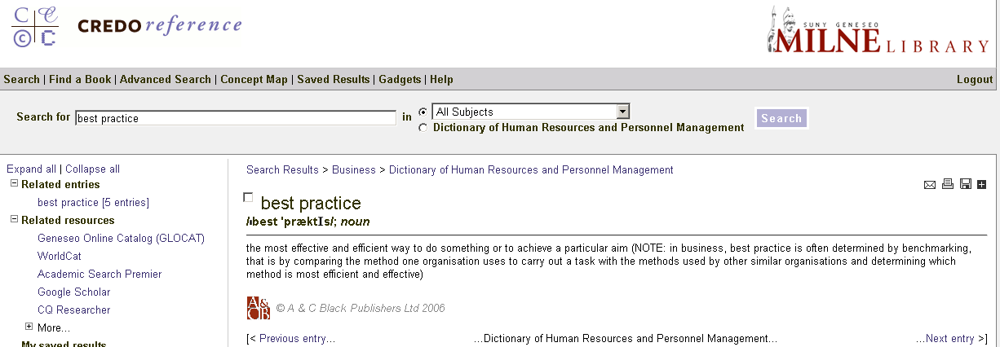 C C C C
CREDO reference
SUNY GENESEO
MILNE LIBRARY
Search | Find a Book | Advanced Search | Concept Map | Saved Results | Gadgets | Help
Logout
Search for best practice in All Subjects
Dictionary of Human Resources and Personnel Management
Search
Expand all | Collapse all
Related entries
best practice [5 entries]
Related resources
Geneseo Online Catalog (GLOCAT)
WorldCat
Academic Search Premier
Google Scholar
CQ Researcher
More...
My saved results
Search Results > Business > Dictionary of Human Resources and Personnel Management
best practice
/ˌbest 'præktɪs/; noun
the most effective and efficient way to do something or to achieve a particular aim (NOTE: in business, best practice is often determined by benchmarking,
that is by comparing the method one organisation uses to carry out a task with the methods used by other similar organisations and determining which
method is most efficient and effective)
A&CB
© A & C Black Publishers Ltd 2006
[< Previous entry... ...Dictionary of Human Resources and Personnel Management... ...Next entry >]